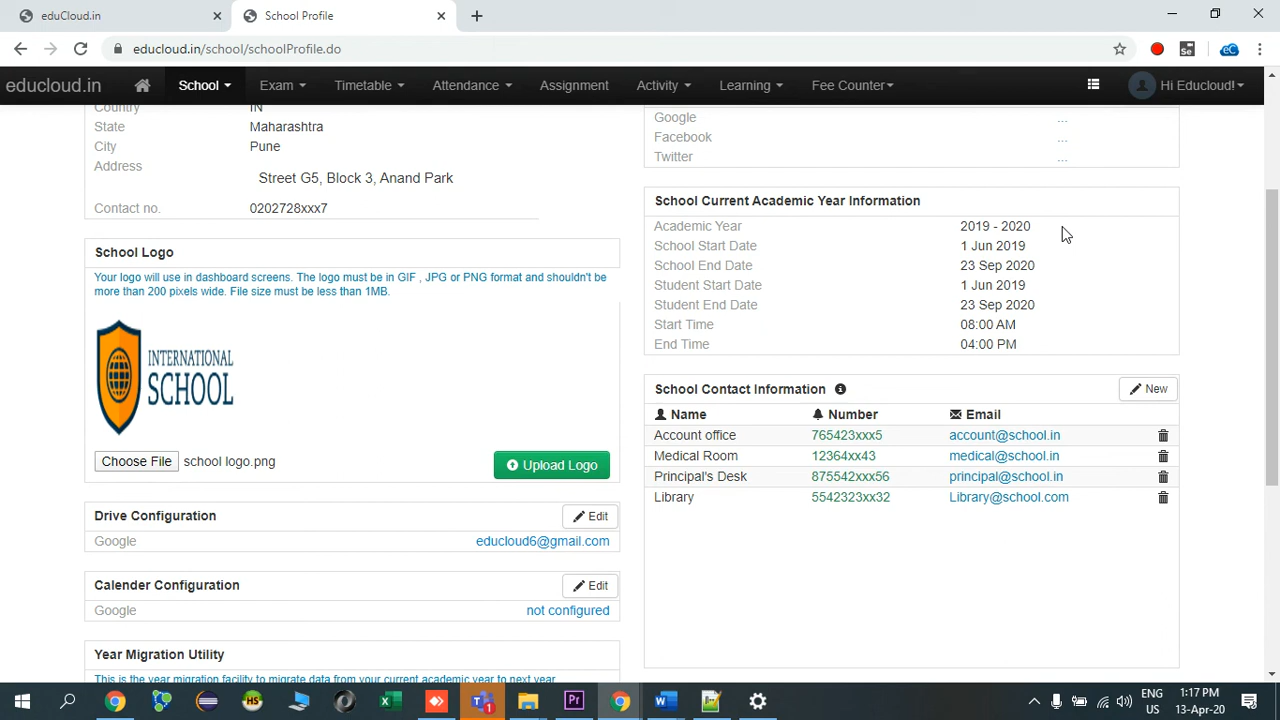 eduCloud.in
School Profile
educloud.in/school/schoolProfile.do
educloud.in
School
Exam
Timetable
Attendance
Assignment
Activity
Learning
Fee Counter
Hi Educloud!
Country IN
State Maharashtra
City Pune
Address
Street G5, Block 3, Anand Park
Contact no. 0202728xxx7
School Logo
Your logo will use in dashboard screens. The logo must be in GIF , JPG or PNG format and shouldn't be
more than 200 pixels wide. File size must be less than 1MB.
INTERNATIONAL
SCHOOL
Choose File school logo.png
Upload Logo
Drive Configuration
Edit
Google educloud6@gmail.com
Calender Configuration
Edit
Google not configured
Year Migration Utility
This is the year migration facility to migrate data from your current academic year to next year
Google ...
Facebook ...
Twitter ...
School Current Academic Year Information
Academic Year 2019 - 2020
School Start Date 1 Jun 2019
School End Date 23 Sep 2020
Student Start Date 1 Jun 2019
Student End Date 23 Sep 2020
Start Time 08:00 AM
End Time 04:00 PM
School Contact Information
New
Name Number Email
Account office 765423xxx5 account@school.in
Medical Room 12364xx43 medical@school.in
Principal's Desk 875542xxx56 principal@school.in
Library 5542323xx32 Library@school.com
ENG
US
1:17 PM
13-Apr-20